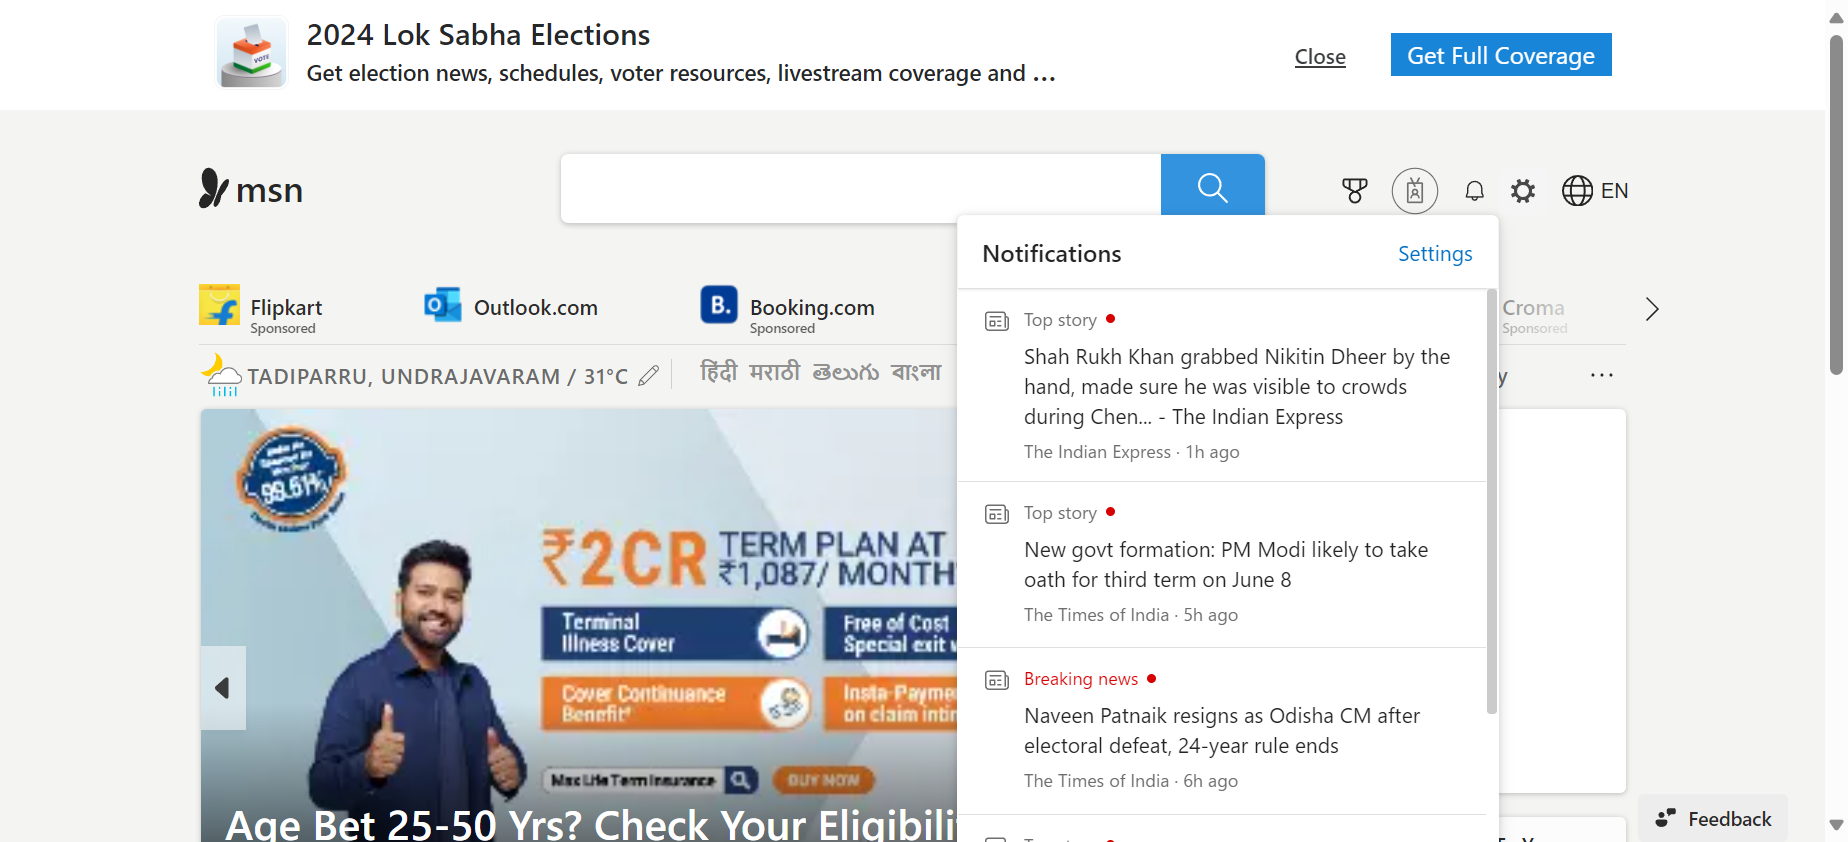 2024 Lok Sabha Elections
Get election news, schedules, voter resources, livestream coverage and ...
Close
Get Full Coverage
VOTE
msn
EN
Notifications
Settings
Flipkart
Sponsored
Outlook.com
B.
Booking.com
Sponsored
Croma
Sponsored
TADIPARRU, UNDRAJAVARAM / 31°C
हिंदी मराठी తెలుగు বাংলা
y
...
Top story
Shah Rukh Khan grabbed Nikitin Dheer by the
hand, made sure he was visible to crowds
during Chen... - The Indian Express
The Indian Express · 1h ago
Top story
New govt formation: PM Modi likely to take
oath for third term on June 8
The Times of India · 5h ago
Breaking news
Naveen Patnaik resigns as Odisha CM after
electoral defeat, 24-year rule ends
The Times of India · 6h ago
99.51%
₹2CR
TERM PLAN AT
₹1,087/ MONTH
Terminal
Illness Cover
Free of Cost
Special exit
Cover Continuance
Benefit*
Insta-Payme
on claim inti
Max Life Term Insurance
BUY NOW
Age Bet 25-50 Yrs? Check Your Eligibili
Feedback